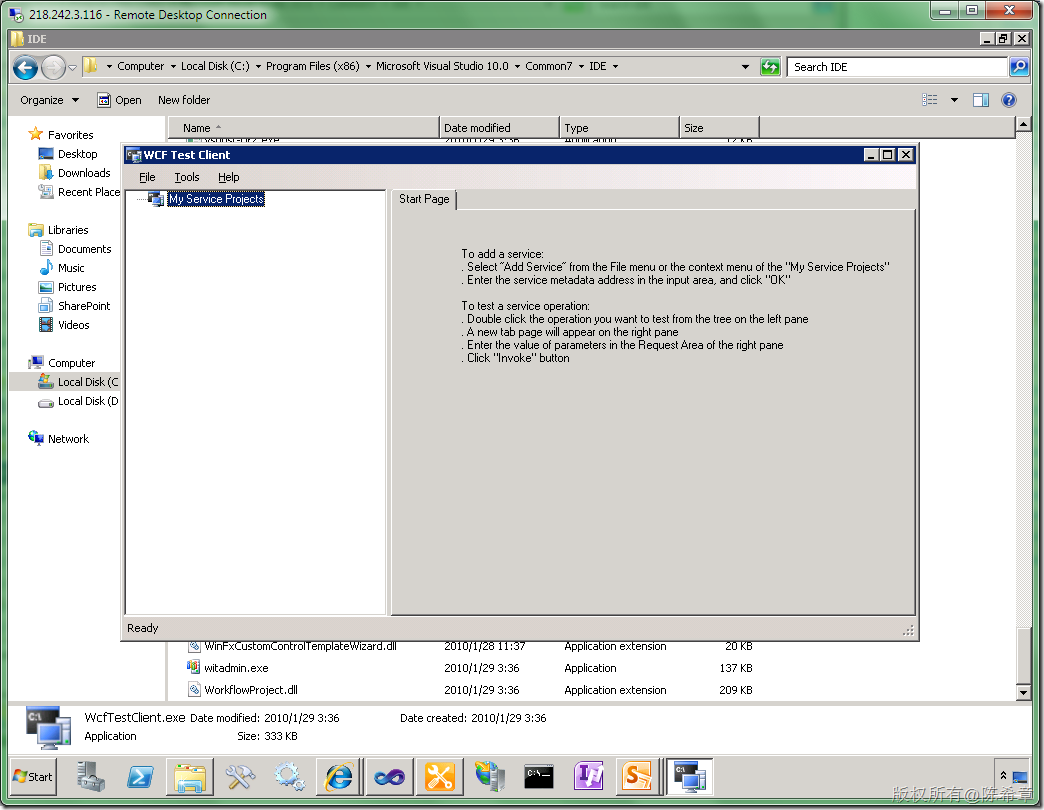 218.242.3.116 - Remote Desktop Connection
IDE
Computer Local Disk (C:) Program Files (x86) Microsoft Visual Studio 10.0 Common7 IDE
Search IDE
Organize Open New folder
Name Date modified Type Size
Favorites
Desktop
Downloads
Recent Place
Libraries
Documents
Music
Pictures
SharePoint
Videos
Computer
Local Disk (C
Local Disk (D
Network
WCF Test Client
File Tools Help
My Service Projects
Start Page
To add a service:
. Select "Add Service" from the File menu or the context menu of the "My Service Projects"
. Enter the service metadata address in the input area, and click "OK"
To test a service operation:
. Double click the operation you want to test from the tree on the left pane
. A new tab page will appear on the right pane
. Enter the value of parameters in the Request Area of the right pane
. Click "Invoke" button
Ready
WinFxCustomControlTemplateWizard.dll 2010/1/28 11:37 Application extension 20 KB
witadmin.exe 2010/1/29 3:36 Application 137 KB
WorkflowProject.dll 2010/1/29 3:36 Application extension 209 KB
WcfTestClient.exe Date modified: 2010/1/29 3:36 Date created: 2010/1/29 3:36
Application Size: 333 KB
Start
版权所有@陈希章